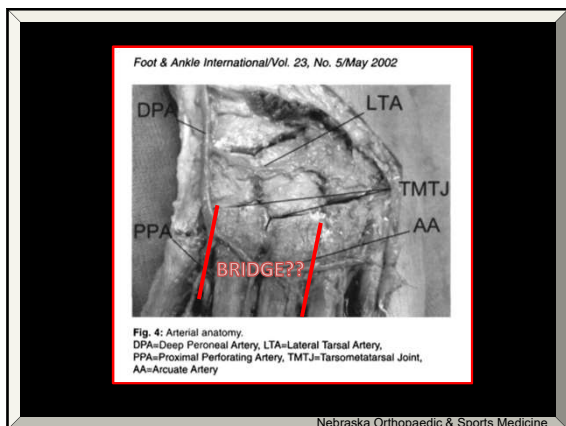 Foot & Ankle International/Vol. 23, No. 5/May 2002
DPA
LTA
TMTJ
PPA
AA
BRIDGE??
Fig. 4: Arterial anatomy.
DPA=Deep Peroneal Artery, LTA=Lateral Tarsal Artery,
PPA=Proximal Perforating Artery, TMTJ=Tarsometatarsal Joint,
AA=Arcuate Artery
Nebraska Orthopaedic & Sports Medicine